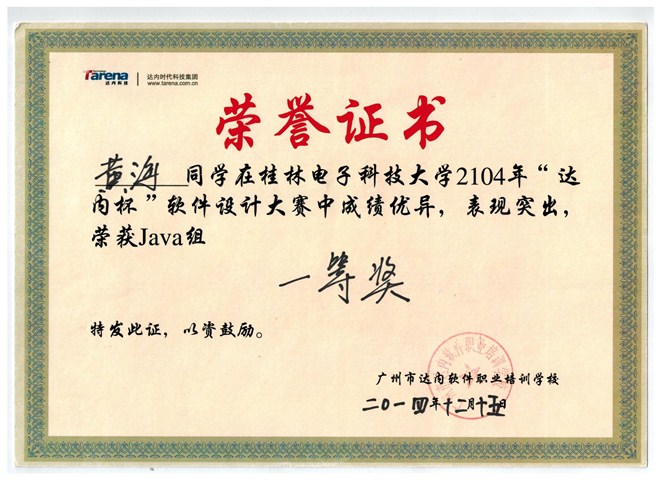 Tarena
达内科技
达内时代科技集团
www.tarena.com.cn
荣誉证书
黄海 同学在桂林电子科技大学2104年“达
内杯”软件设计大赛中成绩优异，表现突出，
荣获Java组
一等奖
特发此证，以资鼓励。
广州市达内软件职业培训学校
二〇一四年十二月十五日